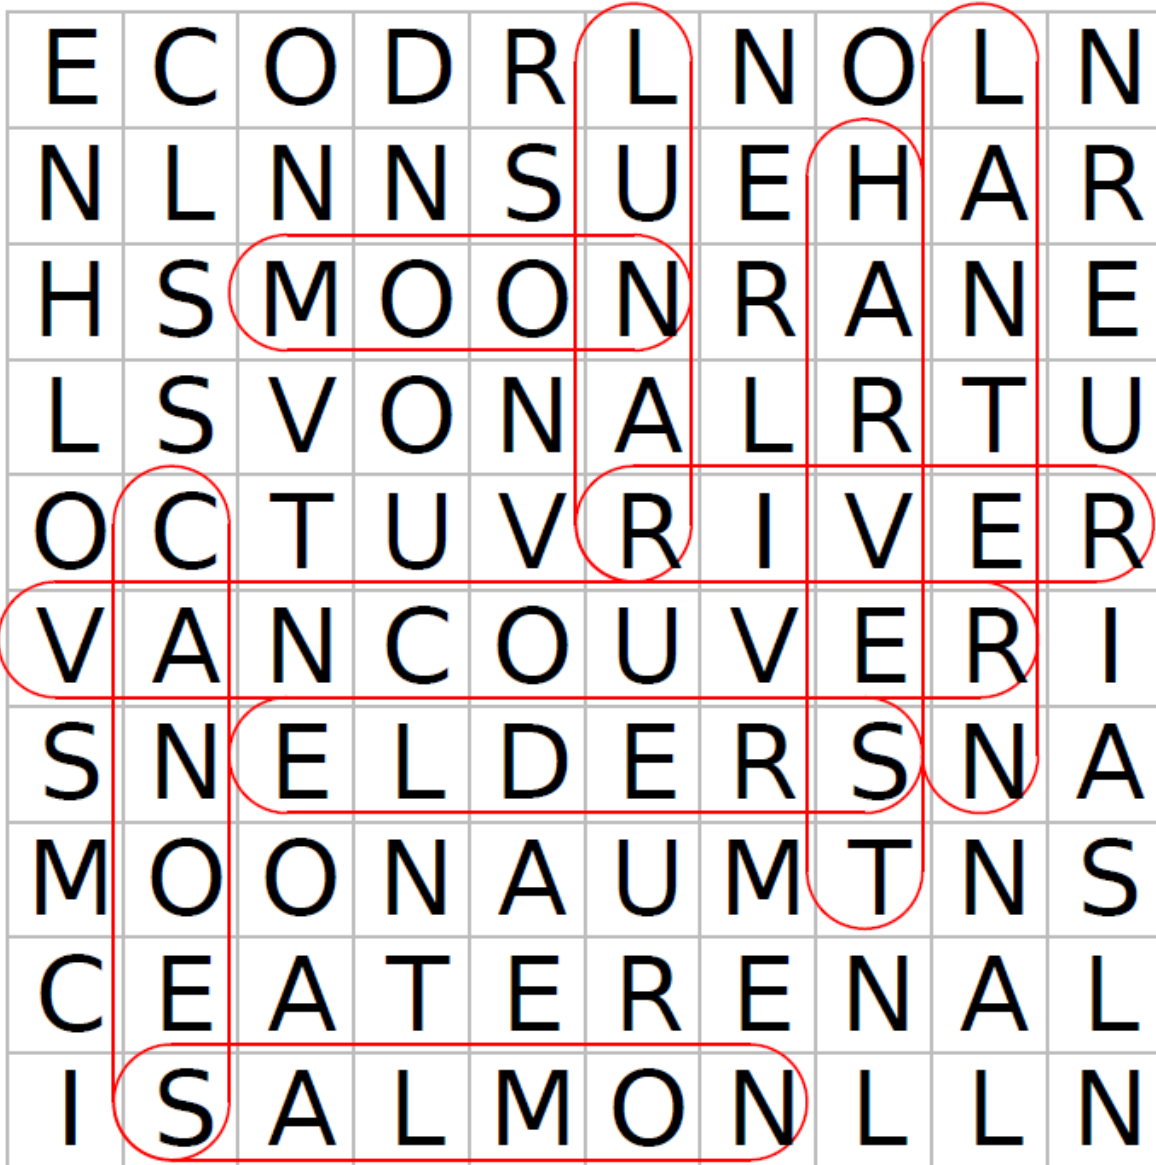 E C O D R L N O L N
N L N N S U E H A R
H S M O O N R A N E
L S V O N A L R T U
O C T U V R I V E R
V A N C O U V E R I
S N E L D E R S N A
M O O N A U M T N S
C E A T E R E N A L
I S A L M O N L L N